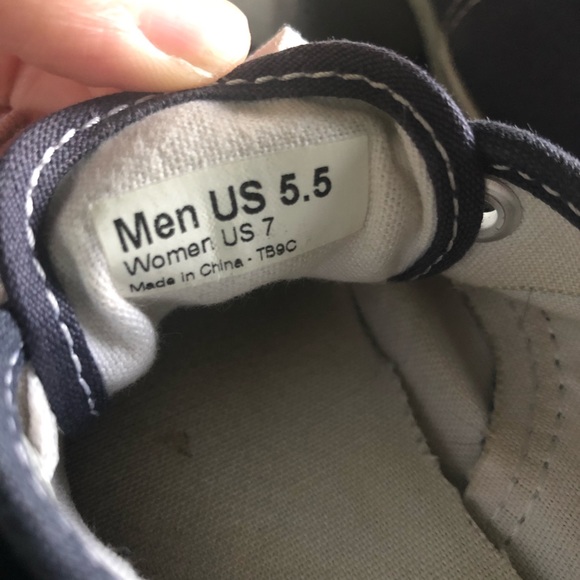 Men US 5.5
Women US 7
Made in China - TB9C